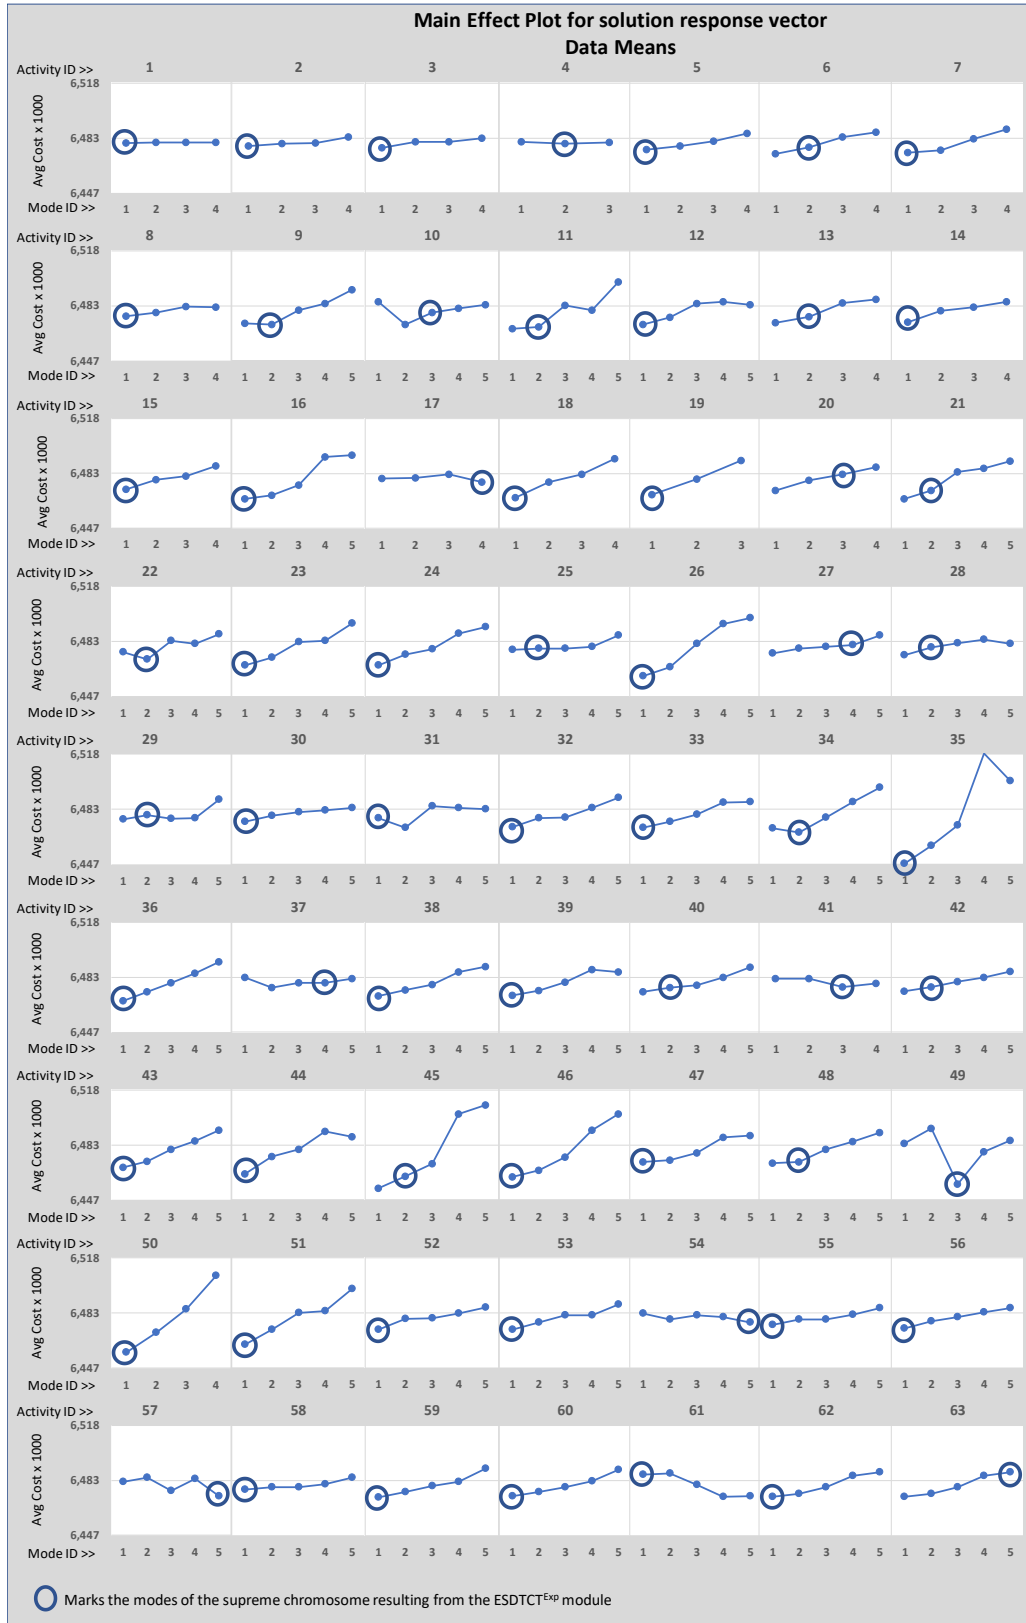 Main Effect Plot for solution response vector
Data Means
Activity ID >> 1 2 3 4 5 6 7
6,518
Avg Cost x 1000
6,483
6,447
Mode ID >> 1 2 3 4 1 2 3 4 1 2 3 4 1 2 3 1 2 3 4 1 2 3 4 1 2 3 4
Activity ID >> 8 9 10 11 12 13 14
6,518
Avg Cost x 1000
6,483
6,447
Mode ID >> 1 2 3 4 1 2 3 4 5 1 2 3 4 5 1 2 3 4 5 1 2 3 4 5 1 2 3 4 1 2 3 4
Activity ID >> 15 16 17 18 19 20 21
6,518
Avg Cost x 1000
6,483
6,447
Mode ID >> 1 2 3 4 1 2 3 4 5 1 2 3 4 1 2 3 4 1 2 3 1 2 3 4 1 2 3 4 5
Activity ID >> 22 23 24 25 26 27 28
6,518
Avg Cost x 1000
6,483
6,447
Mode ID >> 1 2 3 4 5 1 2 3 4 5 1 2 3 4 5 1 2 3 4 5 1 2 3 4 5 1 2 3 4 5 1 2 3 4 5
Activity ID >> 29 30 31 32 33 34 35
6,518
Avg Cost x 1000
6,483
6,447
Mode ID >> 1 2 3 4 5 1 2 3 4 5 1 2 3 4 5 1 2 3 4 5 1 2 3 4 5 1 2 3 4 5 1 2 3 4 5
Activity ID >> 36 37 38 39 40 41 42
6,518
Avg Cost x 1000
6,483
6,447
Mode ID >> 1 2 3 4 5 1 2 3 4 5 1 2 3 4 5 1 2 3 4 5 1 2 3 4 5 1 2 3 4 1 2 3 4 5
Activity ID >> 43 44 45 46 47 48 49
6,518
Avg Cost x 1000
6,483
6,447
Mode ID >> 1 2 3 4 5 1 2 3 4 5 1 2 3 4 5 1 2 3 4 5 1 2 3 4 5 1 2 3 4 5 1 2 3 4 5
Activity ID >> 50 51 52 53 54 55 56
6,518
Avg Cost x 1000
6,483
6,447
Mode ID >> 1 2 3 4 1 2 3 4 5 1 2 3 4 5 1 2 3 4 5 1 2 3 4 5 1 2 3 4 5 1 2 3 4 5
Activity ID >> 57 58 59 60 61 62 63
6,518
Avg Cost x 1000
6,483
6,447
Mode ID >> 1 2 3 4 5 1 2 3 4 5 1 2 3 4 5 1 2 3 4 5 1 2 3 4 5 1 2 3 4 5 1 2 3 4 5
Marks the modes of the supreme chromosome resulting from the ESDTCT^Exp module